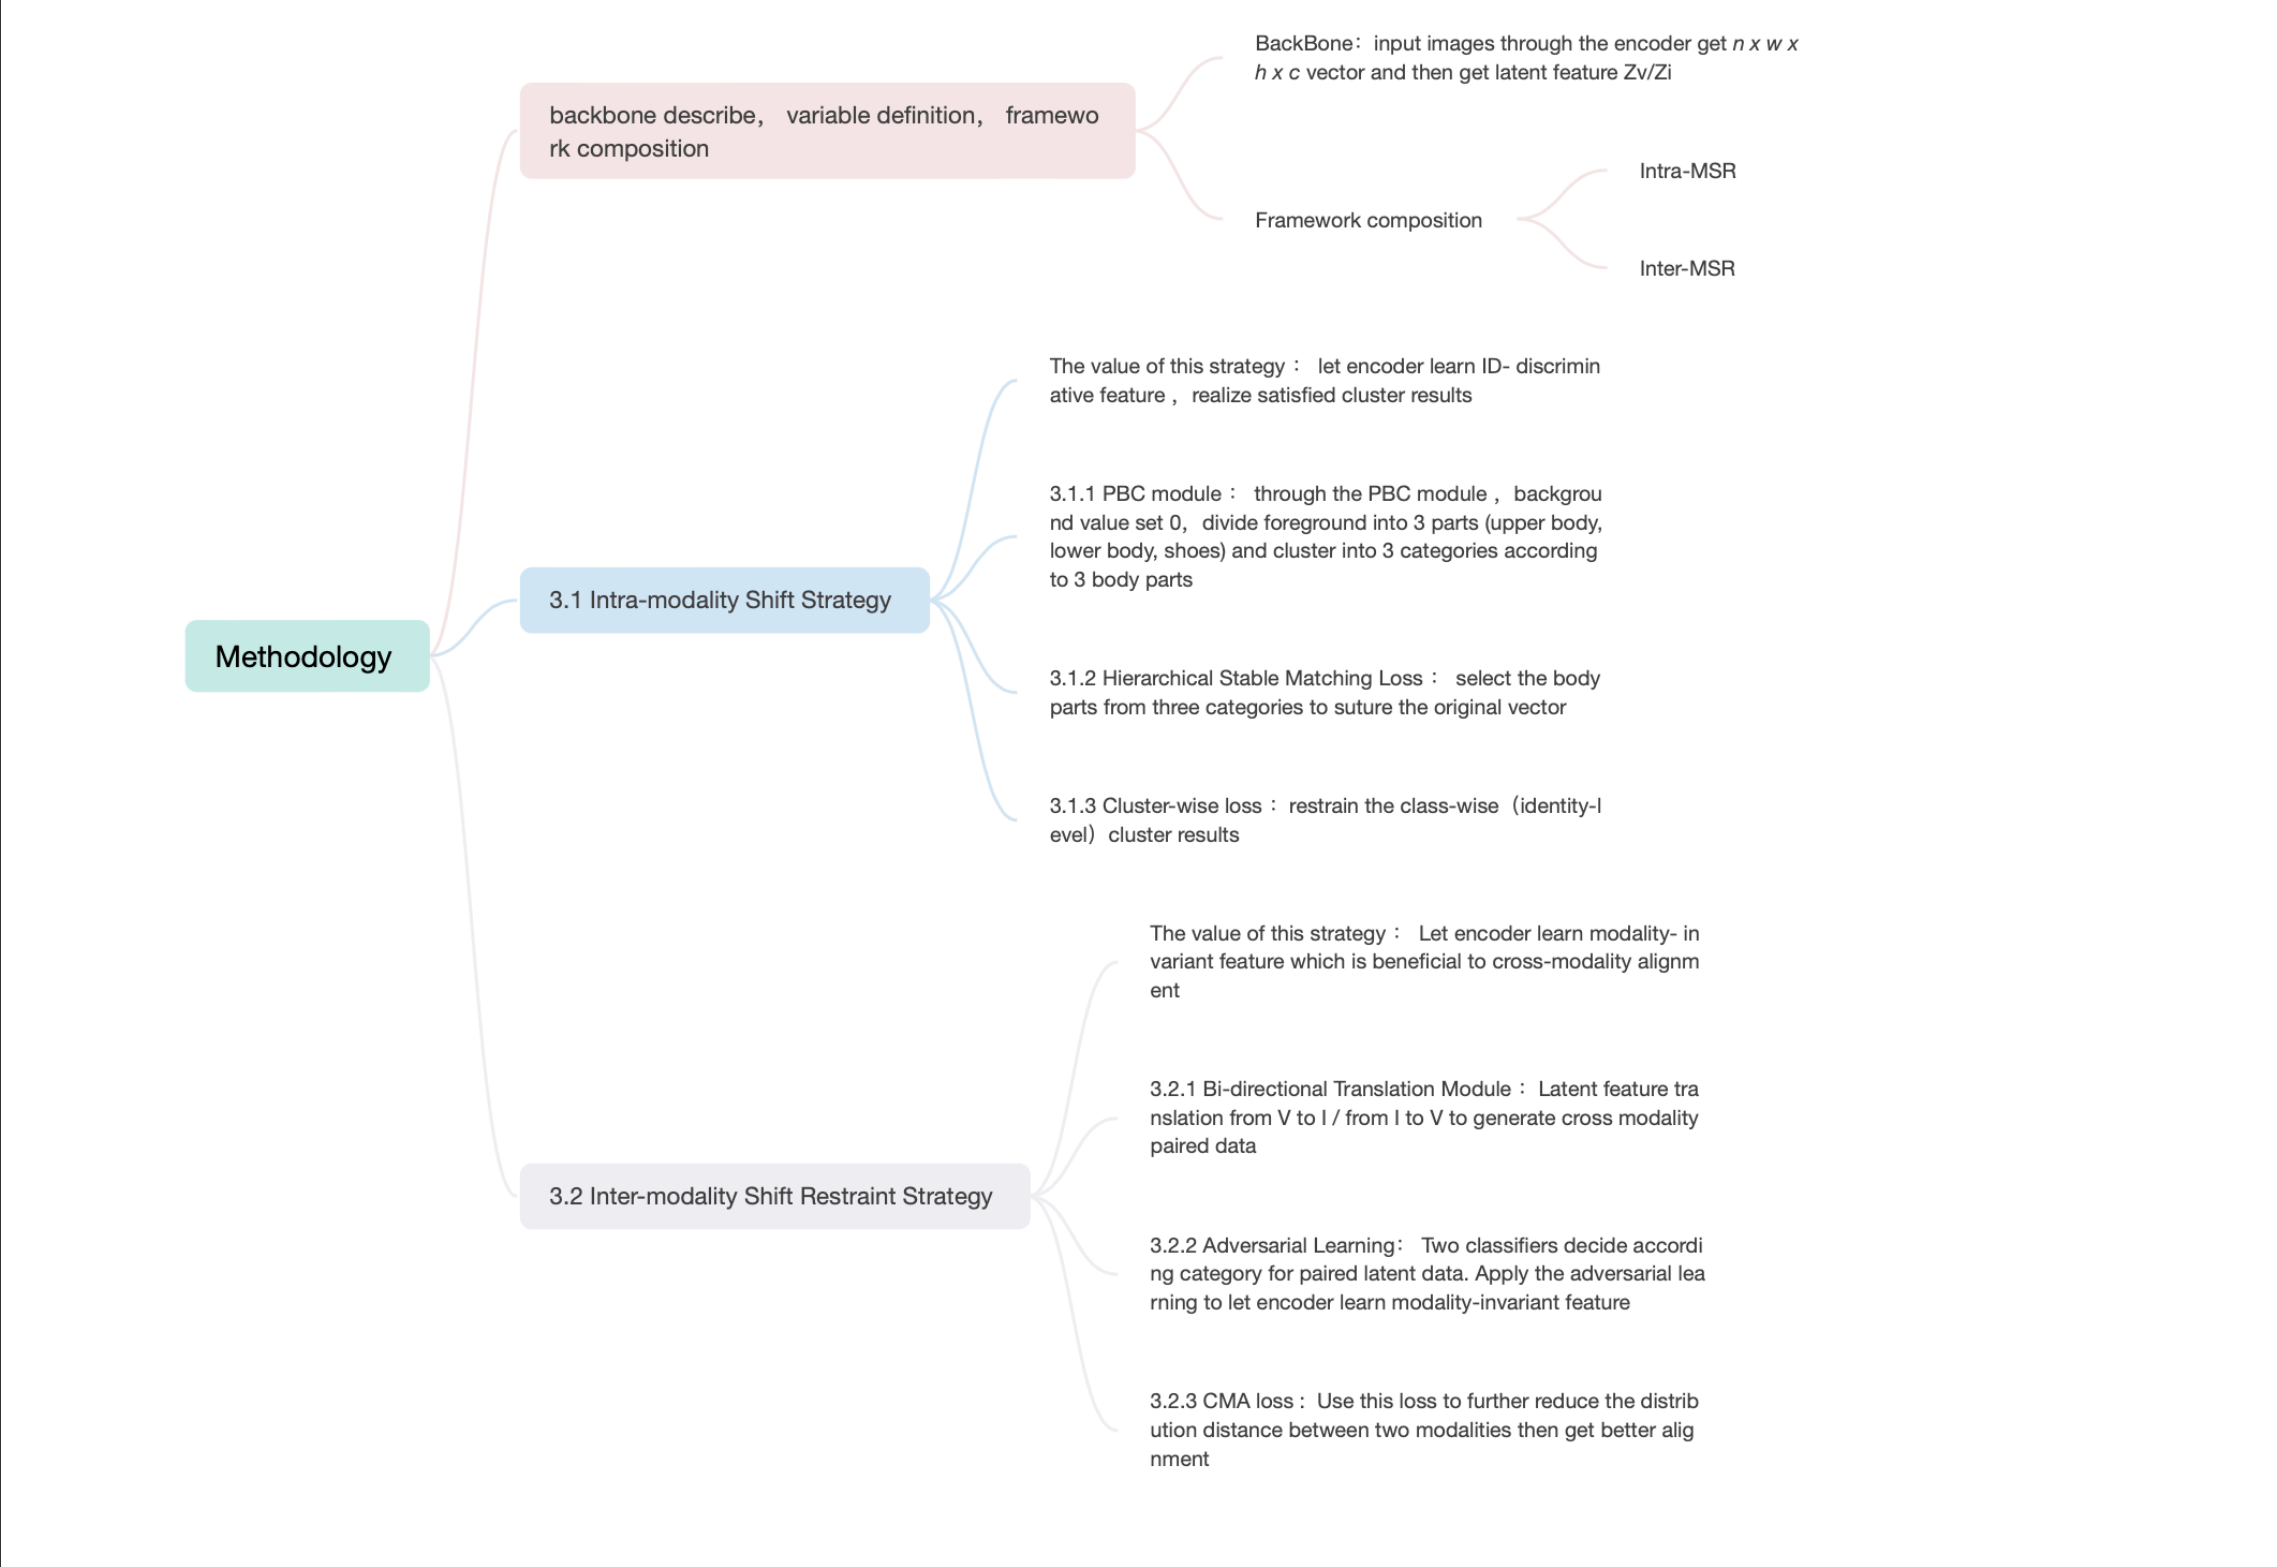 BackBone：input images through the encoder get n x w x
h x c vector and then get latent feature Zv/Zi
backbone describe， variable definition， framewo
rk composition
Intra-MSR
Framework composition
Inter-MSR
The value of this strategy： let encoder learn ID- discrimin
ative feature，realize satisfied cluster results
3.1.1 PBC module： through the PBC module，backgrou
nd value set 0，divide foreground into 3 parts (upper body,
lower body, shoes) and cluster into 3 categories according
to 3 body parts
3.1 Intra-modality Shift Strategy
Methodology
3.1.2 Hierarchical Stable Matching Loss： select the body
parts from three categories to suture the original vector
3.1.3 Cluster-wise loss：restrain the class-wise（identity-l
evel）cluster results
The value of this strategy： Let encoder learn modality- in
variant feature which is beneficial to cross-modality alignm
ent
3.2.1 Bi-directional Translation Module：Latent feature tra
nslation from V to I / from I to V to generate cross modality
paired data
3.2 Inter-modality Shift Restraint Strategy
3.2.2 Adversarial Learning： Two classifiers decide accordi
ng category for paired latent data. Apply the adversarial lea
rning to let encoder learn modality-invariant feature
3.2.3 CMA loss：Use this loss to further reduce the distrib
ution distance between two modalities then get better alig
nment